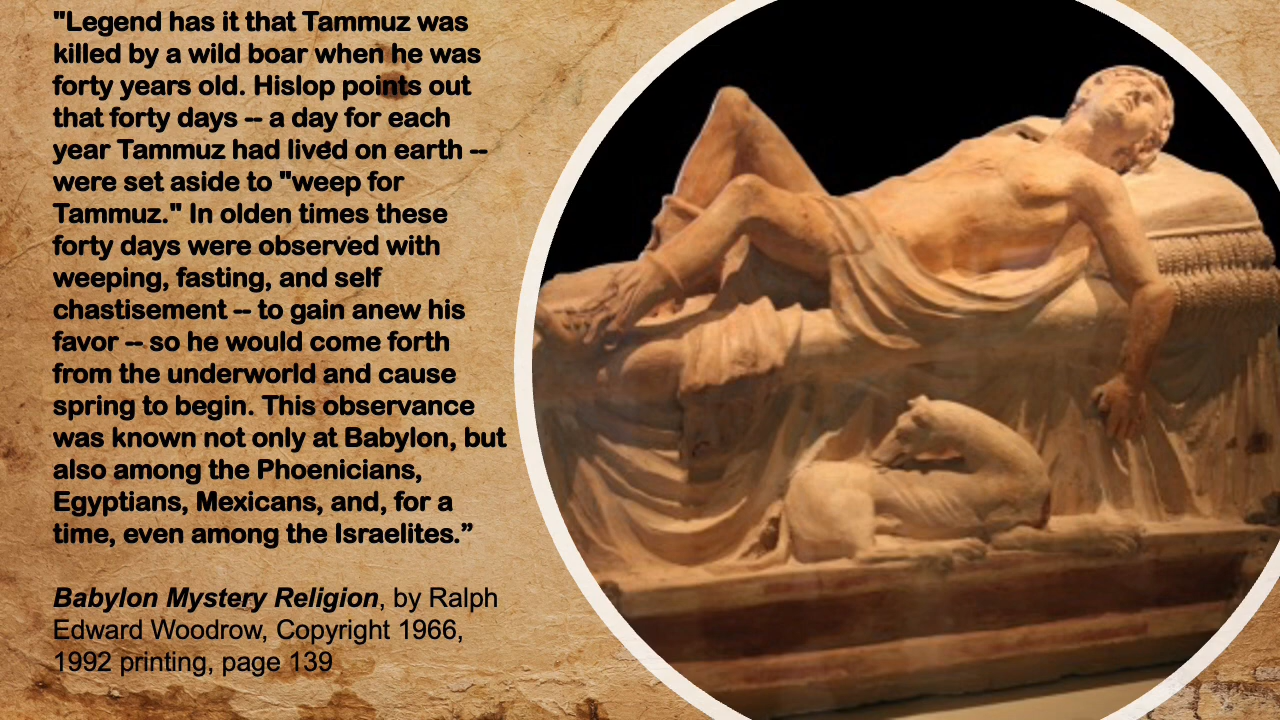 "Legend has it that Tammuz was
killed by a wild boar when he was
forty years old. Hislop points out
that forty days -- a day for each
year Tammuz had lived on earth --
were set aside to "weep for
Tammuz." In olden times these
forty days were observed with
weeping, fasting, and self
chastisement -- to gain anew his
favor -- so he would come forth
from the underworld and cause
spring to begin. This observance
was known not only at Babylon, but
also among the Phoenicians,
Egyptians, Mexicans, and, for a
time, even among the Israelites.”
Babylon Mystery Religion, by Ralph
Edward Woodrow, Copyright 1966,
1992 printing, page 139